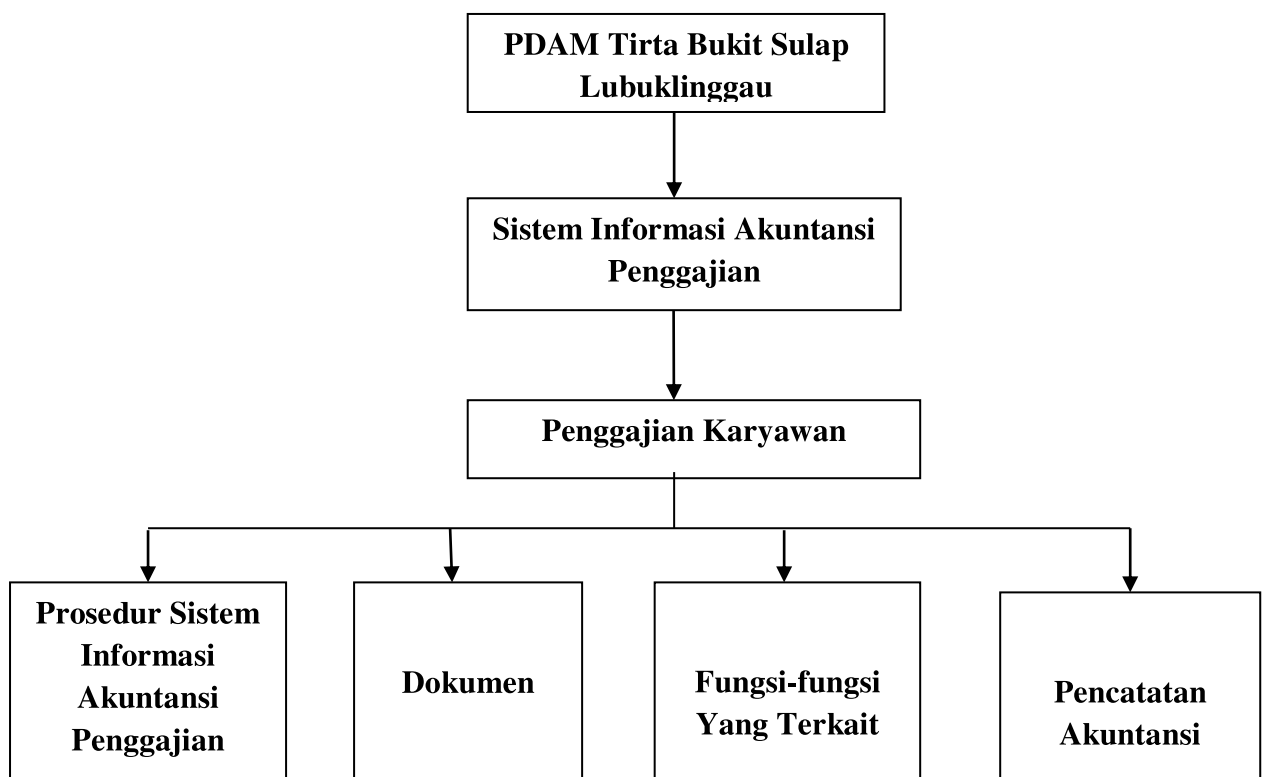 PDAM Tirta Bukit Sulap
Lubuklinggau
Sistem Informasi Akuntansi
Penggajian
Penggajian Karyawan
Prosedur Sistem
Informasi
Akuntansi
Penggajian
Dokumen
Fungsi-fungsi
Yang Terkait
Pencatatan
Akuntansi